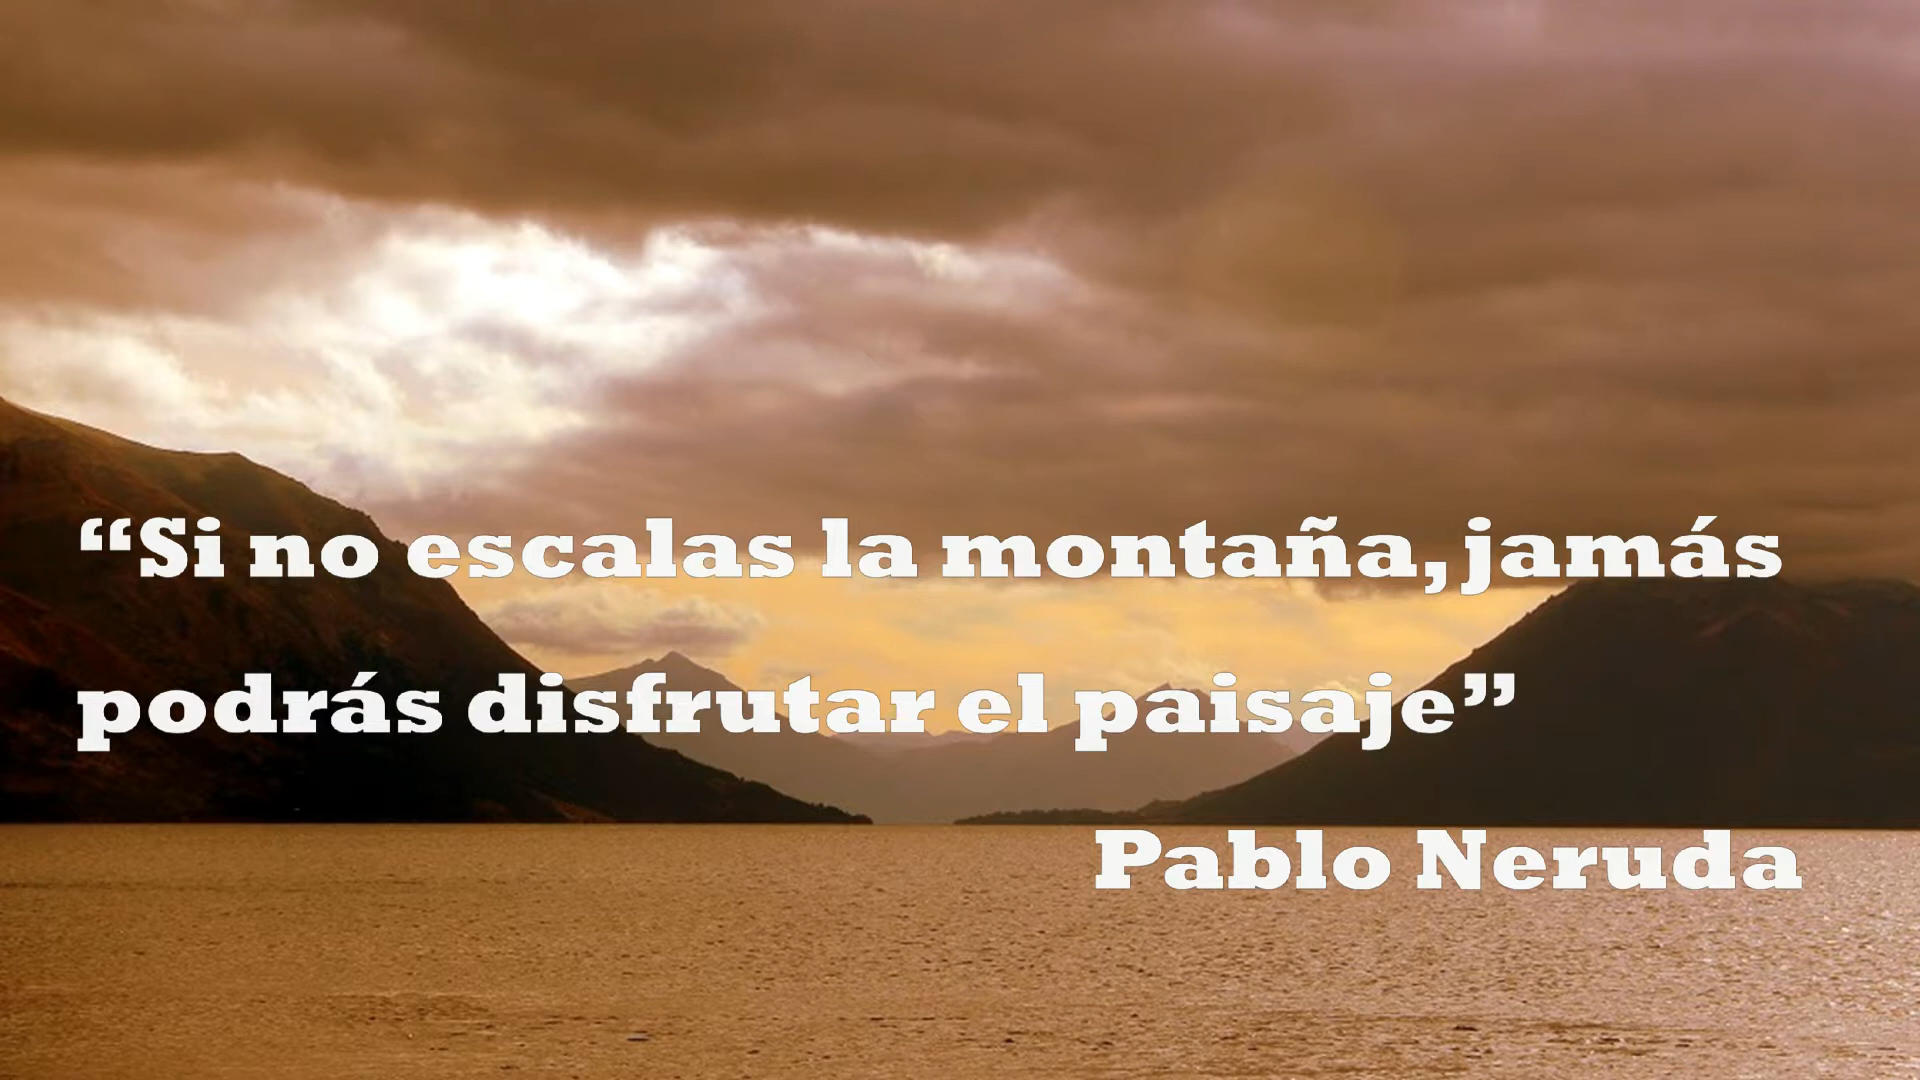 “Si no escalas la montaña, jamás
podrás disfrutar el paisaje”
Pablo Neruda